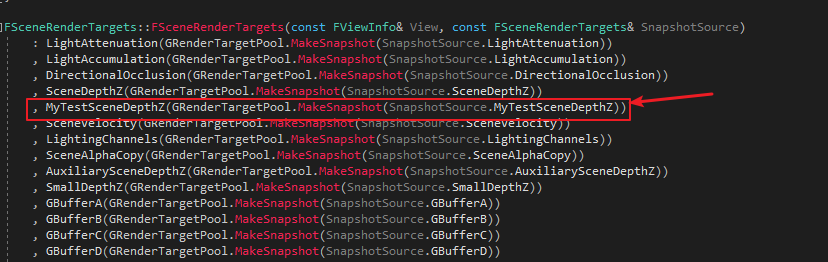 FSceneRenderTargets::FSceneRenderTargets(const FViewInfo& View, const FSceneRenderTargets& SnapshotSource)
: LightAttenuation(GRenderTargetPool.MakeSnapshot(SnapshotSource.LightAttenuation))
, LightAccumulation(GRenderTargetPool.MakeSnapshot(SnapshotSource.LightAccumulation))
, DirectionalOcclusion(GRenderTargetPool.MakeSnapshot(SnapshotSource.DirectionalOcclusion))
, SceneDepthZ(GRenderTargetPool.MakeSnapshot(SnapshotSource.SceneDepthZ))
, MyTestSceneDepthZ(GRenderTargetPool.MakeSnapshot(SnapshotSource.MyTestSceneDepthZ))
, SceneVelocity(GRenderTargetPool.MakeSnapshot(SnapshotSource.SceneVelocity))
, LightingChannels(GRenderTargetPool.MakeSnapshot(SnapshotSource.LightingChannels))
, SceneAlphaCopy(GRenderTargetPool.MakeSnapshot(SnapshotSource.SceneAlphaCopy))
, AuxiliarySceneDepthZ(GRenderTargetPool.MakeSnapshot(SnapshotSource.AuxiliarySceneDepthZ))
, SmallDepthZ(GRenderTargetPool.MakeSnapshot(SnapshotSource.SmallDepthZ))
, GBufferA(GRenderTargetPool.MakeSnapshot(SnapshotSource.GBufferA))
, GBufferB(GRenderTargetPool.MakeSnapshot(SnapshotSource.GBufferB))
, GBufferC(GRenderTargetPool.MakeSnapshot(SnapshotSource.GBufferC))
, GBufferD(GRenderTargetPool.MakeSnapshot(SnapshotSource.GBufferD))